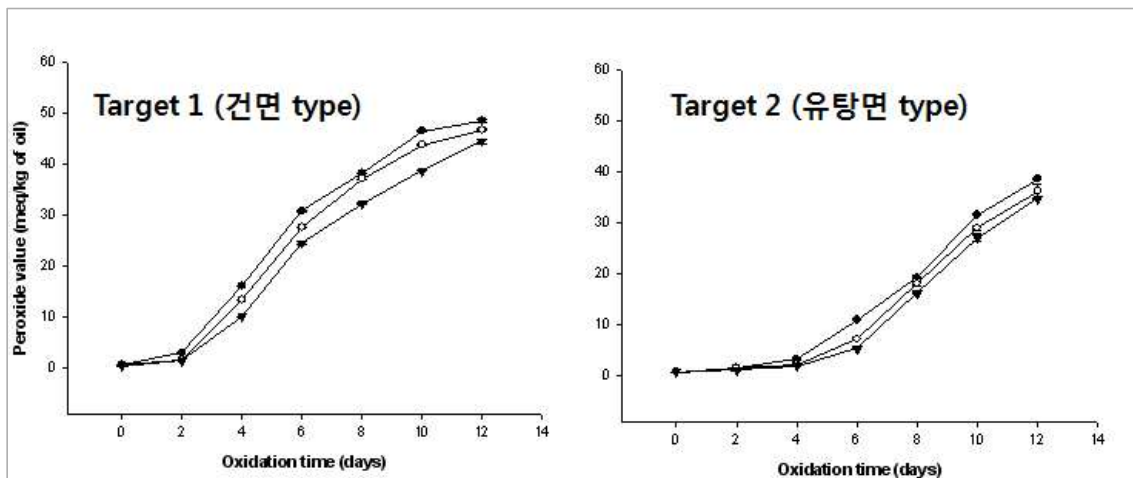 Target 1 (건면 type)
Peroxide value (meq/kg of oil)
60
50
40
30
20
10
0
0 2 4 6 8 10 12 14
Oxidation time (days)
Target 2 (유탕면 type)
60
50
40
30
20
10
0
0 2 4 6 8 10 12 14
Oxidation time (days)